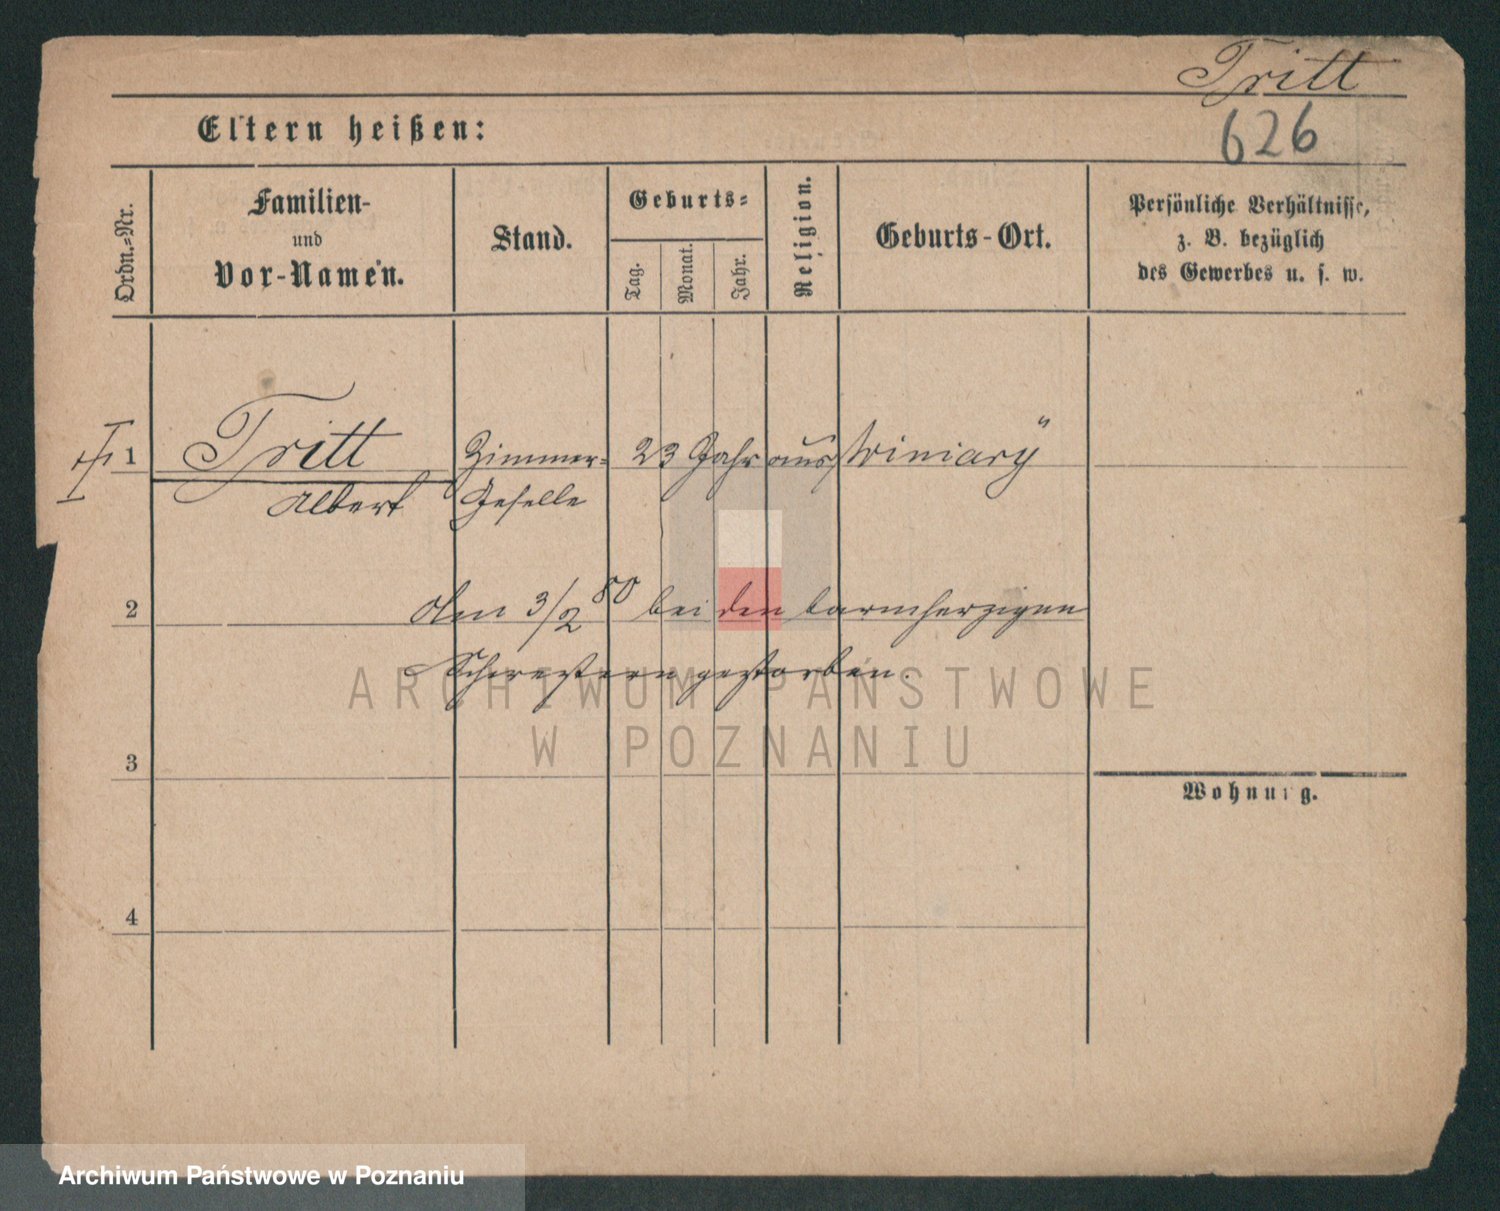 Tritt
626
Eltern heißen:
Ordn.=Nr.
Familien-
und
Vor-Namen.
Stand.
Geburts=
Tag.
Monat.
Jahr.
Religion.
Geburts-Ort.
Persönliche Verhältnisse,
z. B. bezüglich
des Gewerbes u. s. w.
1 Tritt Zimmer= 23 Jahr aus Winiary
Albert Geselle
2 Am 3/2 80 bei den barmherzigen
Schwestern gestorben.
ARCHIWUM PAŃSTWOWE
W POZNANIU
3
Wohnung.
4
Archiwum Państwowe w Poznaniu